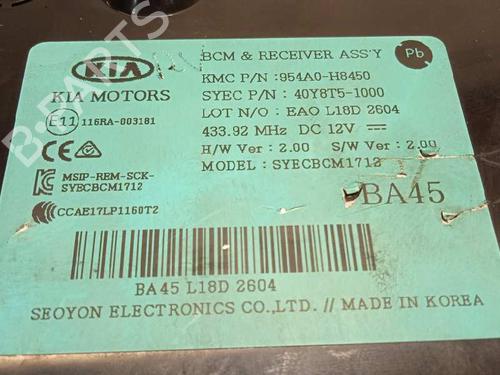 KIA
KIA MOTORS
BCM & RECEIVER ASS'Y
Pb
KMC P/N : 954A0-H8450
SYEC P/N : 40Y8T5-1000
LOT N/O : EAO L18D 2604
433.92 MHz DC 12V
H/W Ver : 2.00 S/W Ver : 2.00
MODEL : SYECBCM1712
E11 116RA-003181
CE
MSIP-REM-SCK-
SYECBCM1712
CCAE17LP1160T2
BA45
BA45 L18D 2604
SEOYON ELECTRONICS CO.,LTD. // MADE IN KOREA
B-PARTS